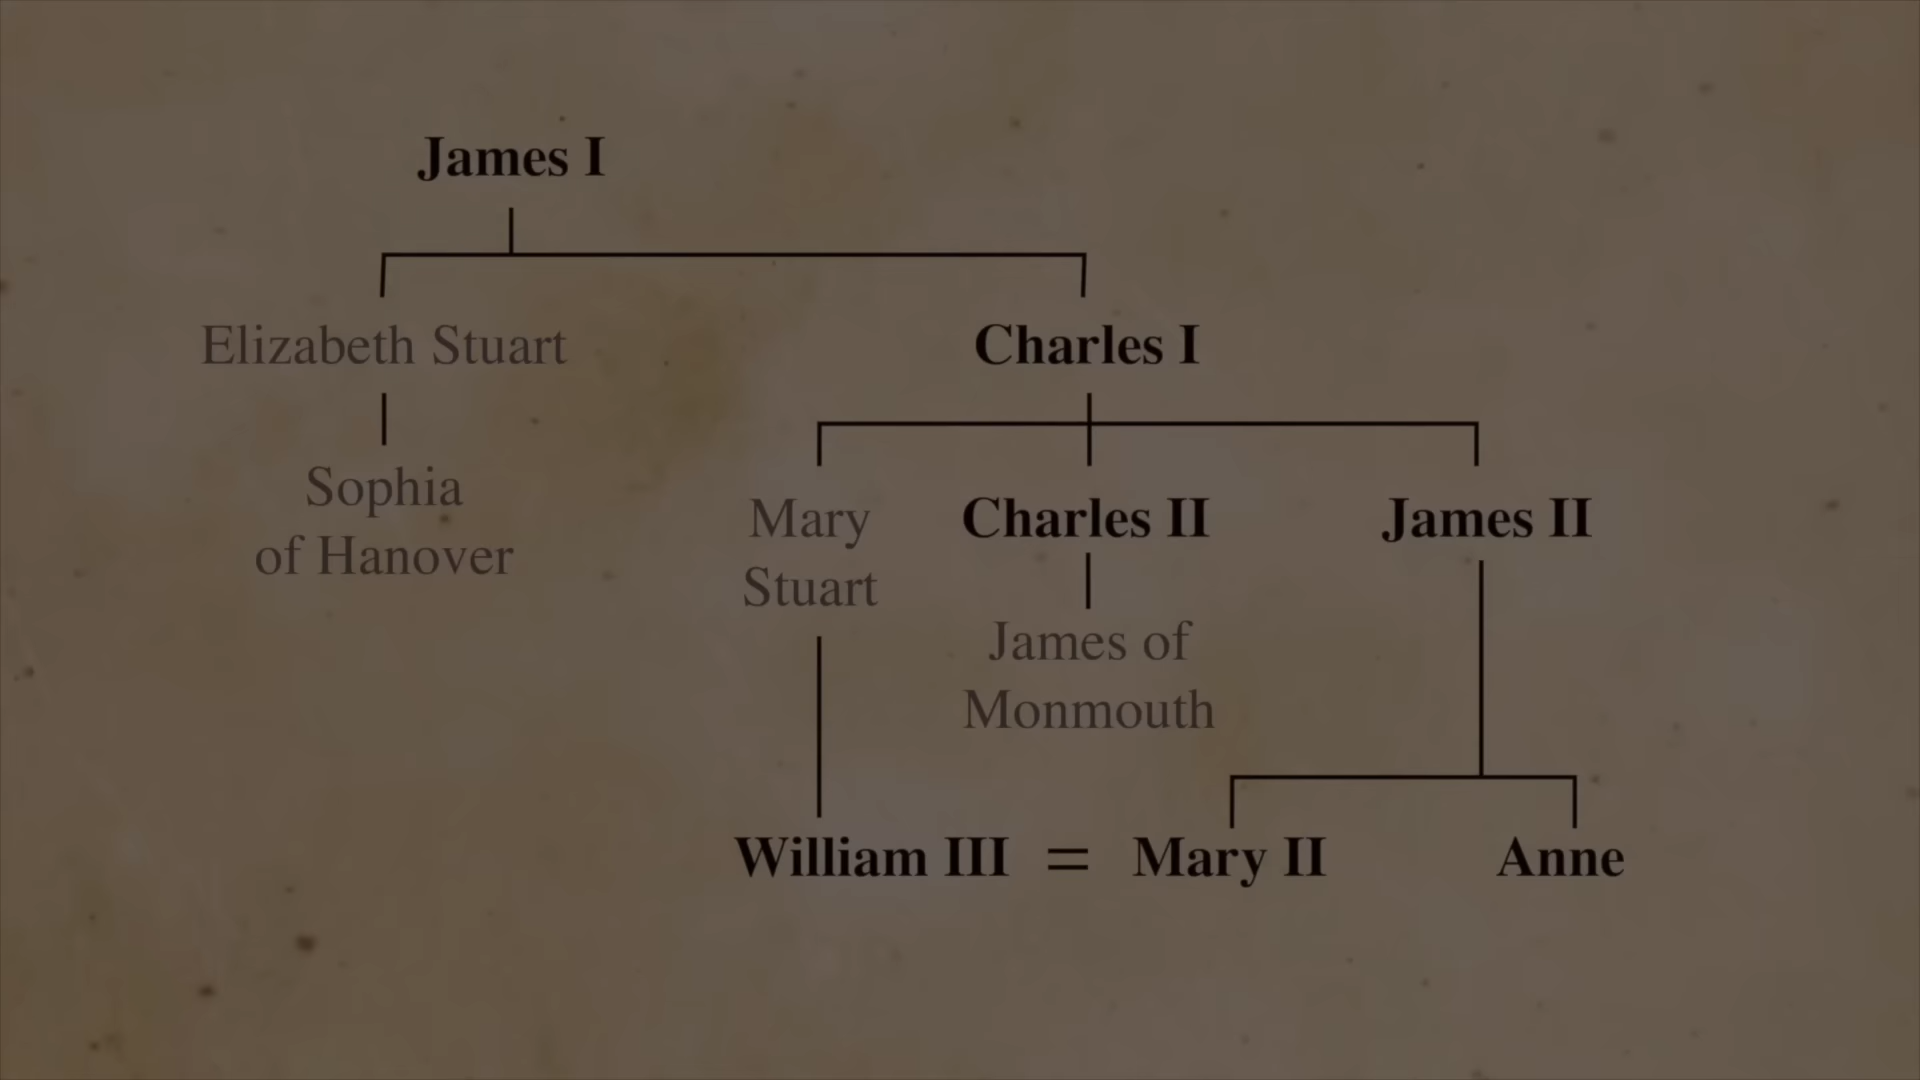 James I
Elizabeth Stuart
Charles I
Sophia
of Hanover
Mary
Stuart
Charles II
James II
James of
Monmouth
William III = Mary II
Anne